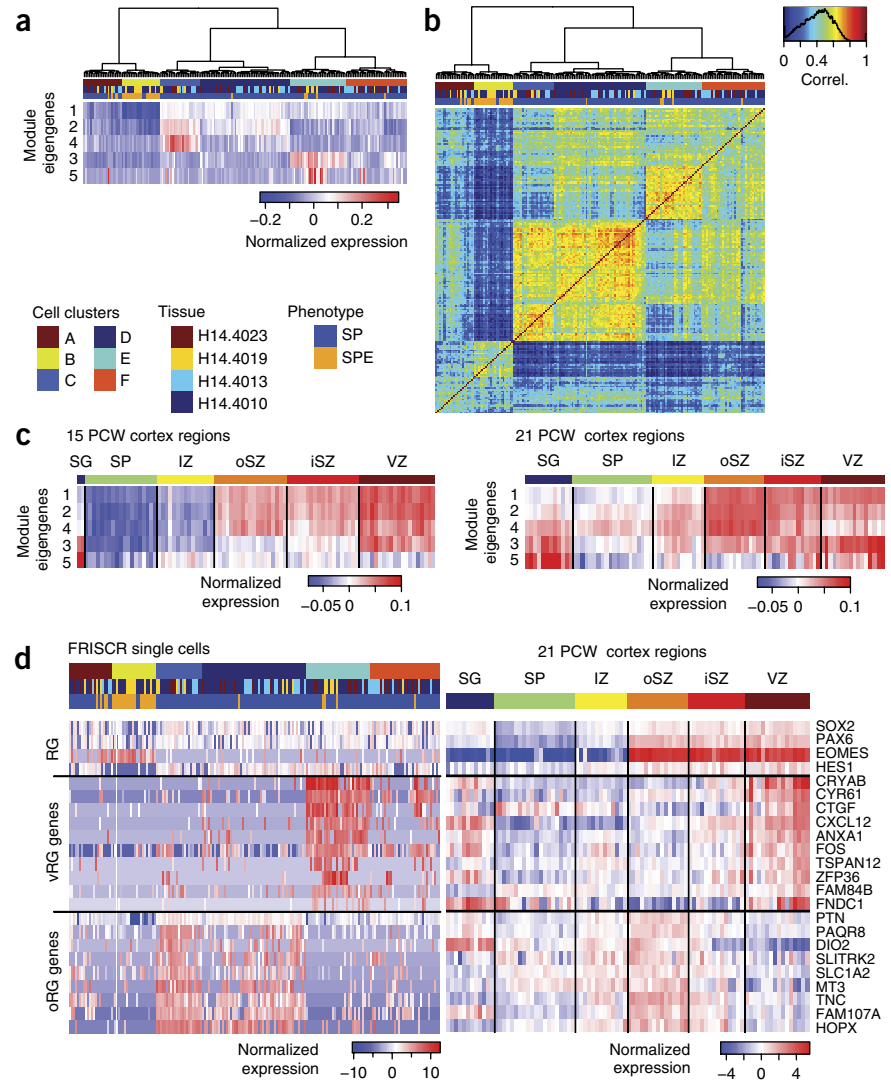 a
b
0 0.4 1
Correl.
Module
eigengenes
1
2
4
3
5
−0.2 0 0.2
Normalized expression
Cell clusters
A
B
C
D
E
F
Tissue
H14.4023
H14.4019
H14.4013
H14.4010
Phenotype
SP
SPE
c
15 PCW cortex regions
SG SP IZ oSZ iSZ VZ
Module
eigengenes
1
2
4
3
5
Normalized
expression
−0.05 0 0.1
21 PCW cortex regions
SG SP IZ oSZ iSZ VZ
Module
eigengenes
1
2
4
3
5
Normalized
expression
−0.05 0 0.1
d
FRISCR single cells
21 PCW cortex regions
SG SP IZ oSZ iSZ VZ
RG
vRG genes
oRG genes
SOX2
PAX6
EOMES
HES1
CRYAB
CYR61
CTGF
CXCL12
ANXA1
FOS
TSPAN12
ZFP36
FAM84B
FNDC1
PTN
PAQR8
DIO2
SLITRK2
SLC1A2
MT3
TNC
FAM107A
HOPX
Normalized
expression
−10 0 10
Normalized
expression
−4 0 4